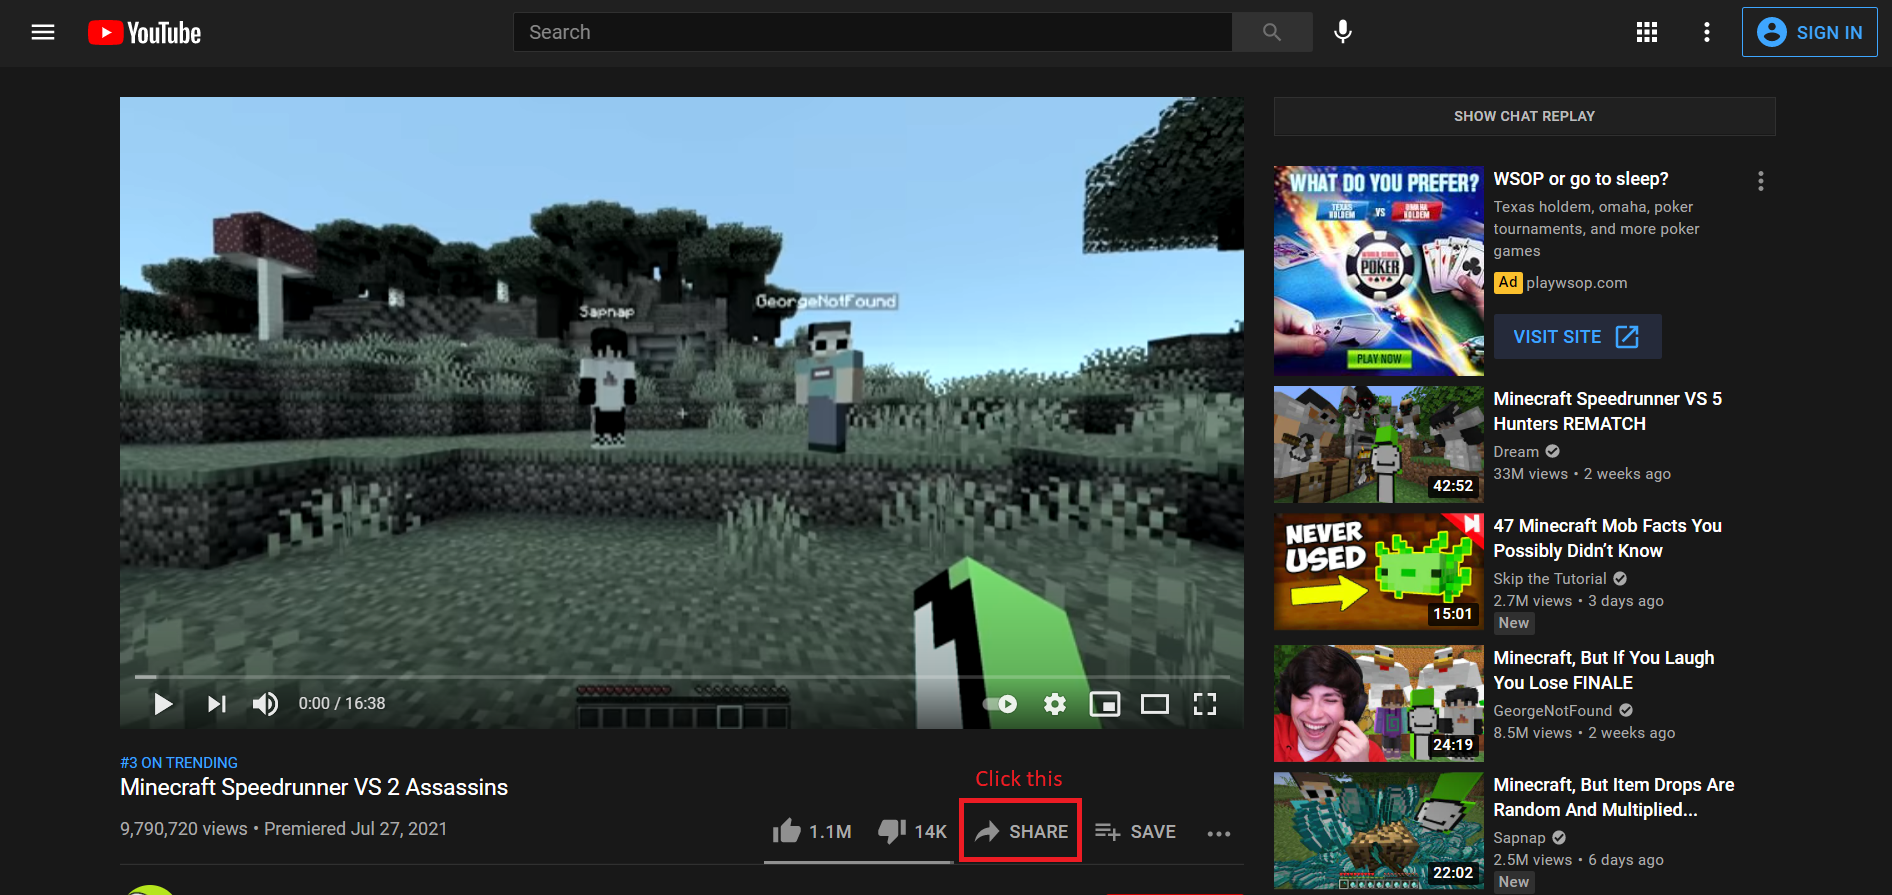 YouTube
Search
SIGN IN
Sapnap
GeorgeNotFound
0:00 / 16:38
#3 ON TRENDING
Minecraft Speedrunner VS 2 Assassins
9,790,720 views • Premiered Jul 27, 2021
1.1M
14K
Click this
SHARE
SAVE
SHOW CHAT REPLAY
WHAT DO YOU PREFER?
TEXAS
HOLDEM
VS
OMAHA
HOLDEM
WORLD SERIES
POKER
PLAY NOW
WSOP or go to sleep?
Texas holdem, omaha, poker
tournaments, and more poker
games
Ad playwsop.com
VISIT SITE
42:52
Minecraft Speedrunner VS 5
Hunters REMATCH
Dream
33M views • 2 weeks ago
NEVER
USED
15:01
47 Minecraft Mob Facts You
Possibly Didn’t Know
Skip the Tutorial
2.7M views • 3 days ago
New
24:19
Minecraft, But If You Laugh
You Lose FINALE
GeorgeNotFound
8.5M views • 2 weeks ago
22:02
Minecraft, But Item Drops Are
Random And Multiplied...
Sapnap
2.5M views • 6 days ago
New